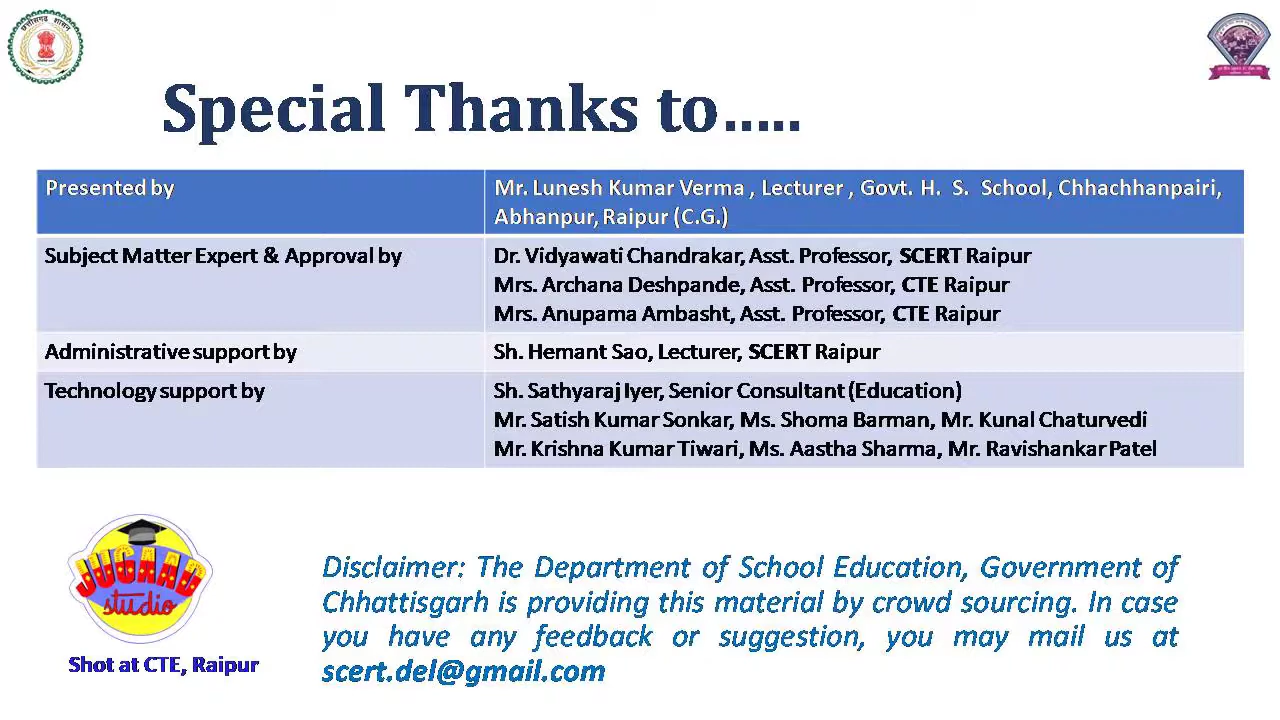 छत्तीसगढ़ शासन
Special Thanks to.....
Presented by
Mr. Lunesh Kumar Verma , Lecturer , Govt. H. S. School, Chhachhanpairi,
Abhanpur, Raipur (C.G.)
Subject Matter Expert & Approval by
Dr. Vidyawati Chandrakar, Asst. Professor, SCERT Raipur
Mrs. Archana Deshpande, Asst. Professor, CTE Raipur
Mrs. Anupama Ambasht, Asst. Professor, CTE Raipur
Administrative support by
Sh. Hemant Sao, Lecturer, SCERT Raipur
Technology support by
Sh. Sathyaraj Iyer, Senior Consultant (Education)
Mr. Satish Kumar Sonkar, Ms. Shoma Barman, Mr. Kunal Chaturvedi
Mr. Krishna Kumar Tiwari, Ms. Aastha Sharma, Mr. Ravishankar Patel
JUGAAD
studio
Shot at CTE, Raipur
Disclaimer: The Department of School Education, Government of
Chhattisgarh is providing this material by crowd sourcing. In case
you have any feedback or suggestion, you may mail us at
scert.del@gmail.com